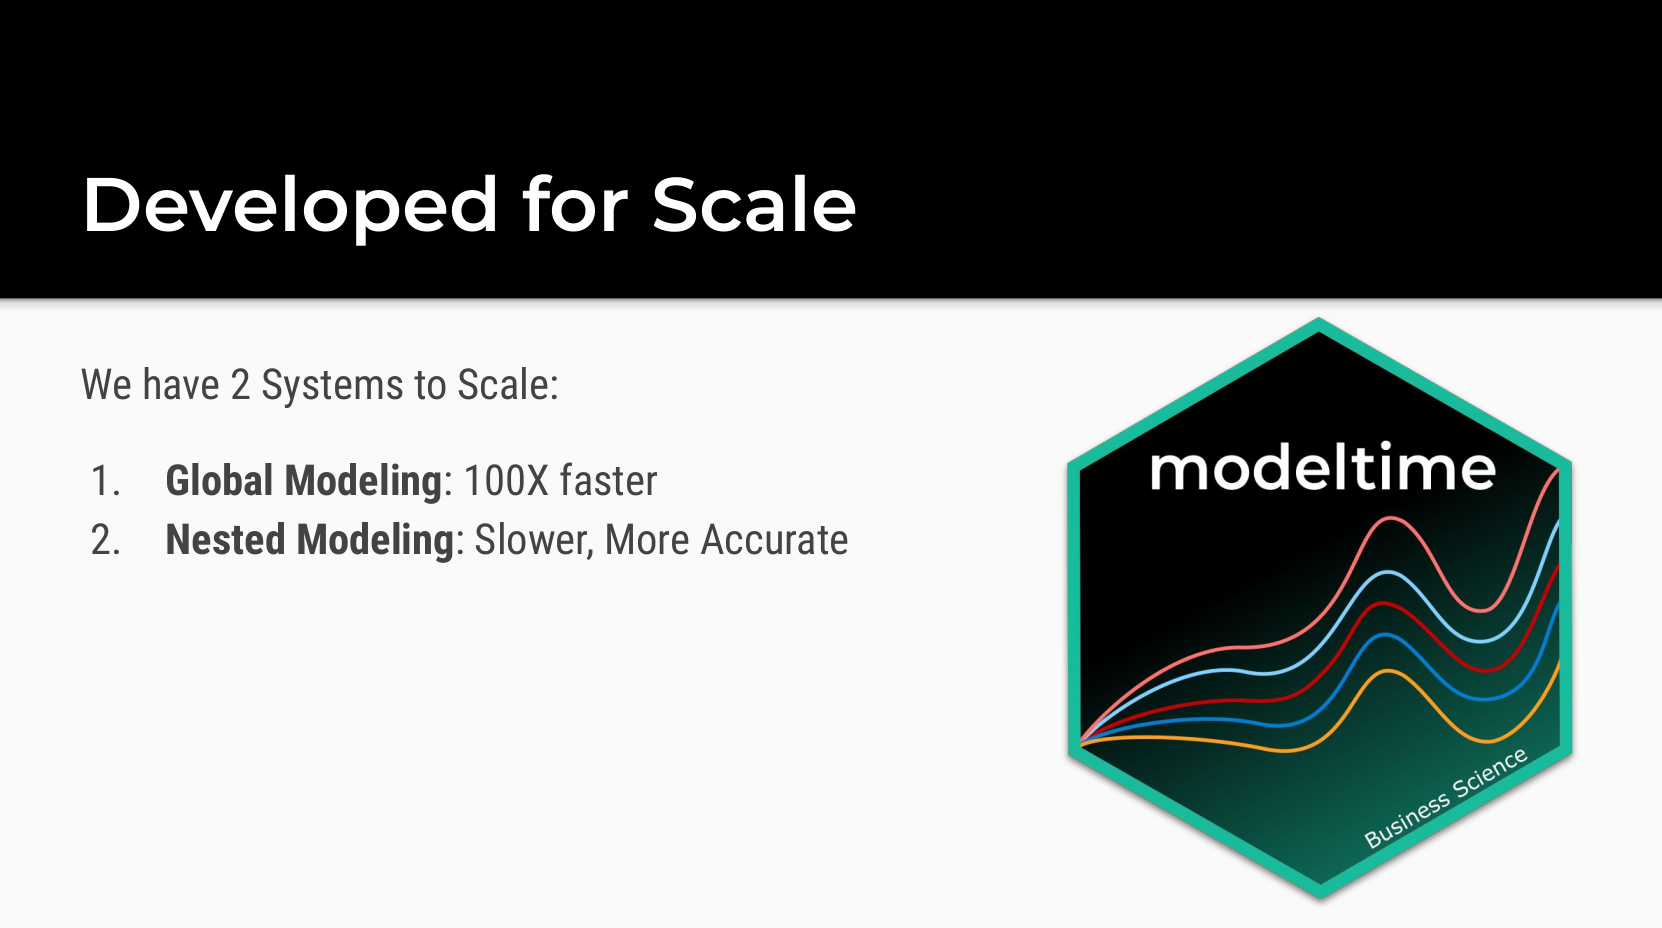 Developed for Scale
We have 2 Systems to Scale:
1. Global Modeling: 100X faster
2. Nested Modeling: Slower, More Accurate
modeltime
Business Science